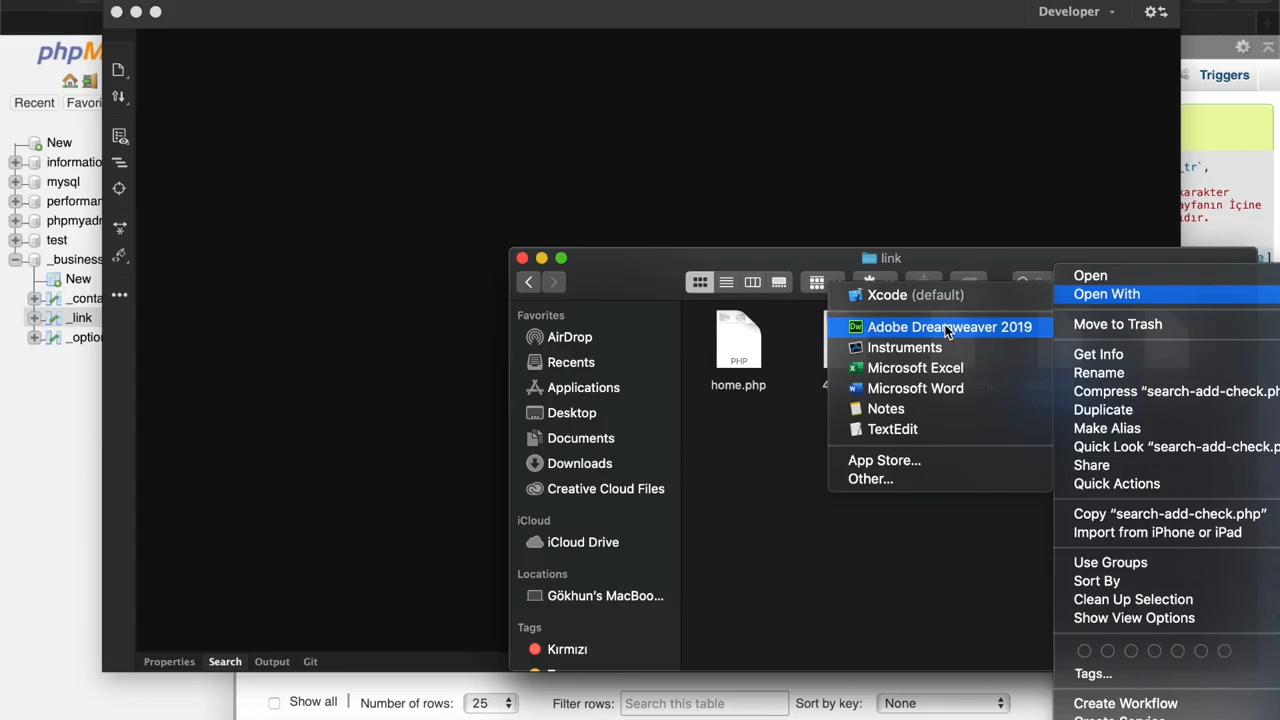 Developer
phpM
Recent
Favori
New
informatio
mysql
performan
phpmyadr
test
_business
New
_conta
_link
_option
Triggers
_tr`,
karakter
ayfanın İçine
ıdır.
link
Favorites
AirDrop
Recents
Applications
Desktop
Documents
Downloads
Creative Cloud Files
iCloud
iCloud Drive
Locations
Gökhun's MacBoo...
Tags
Kırmızı
PHP
home.php
Xcode (default)
Adobe Dreamweaver 2019
Instruments
Microsoft Excel
Microsoft Word
Notes
TextEdit
App Store...
Other...
Open
Open With
Move to Trash
Get Info
Rename
Compress “search-add-check.ph
Duplicate
Make Alias
Quick Look “search-add-check.p
Share
Quick Actions
Copy “search-add-check.php”
Import from iPhone or iPad
Use Groups
Sort By
Clean Up Selection
Show View Options
Tags...
Create Workflow
Properties Search Output Git
Show all Number of rows: 25 Filter rows: Search this table Sort by key: None